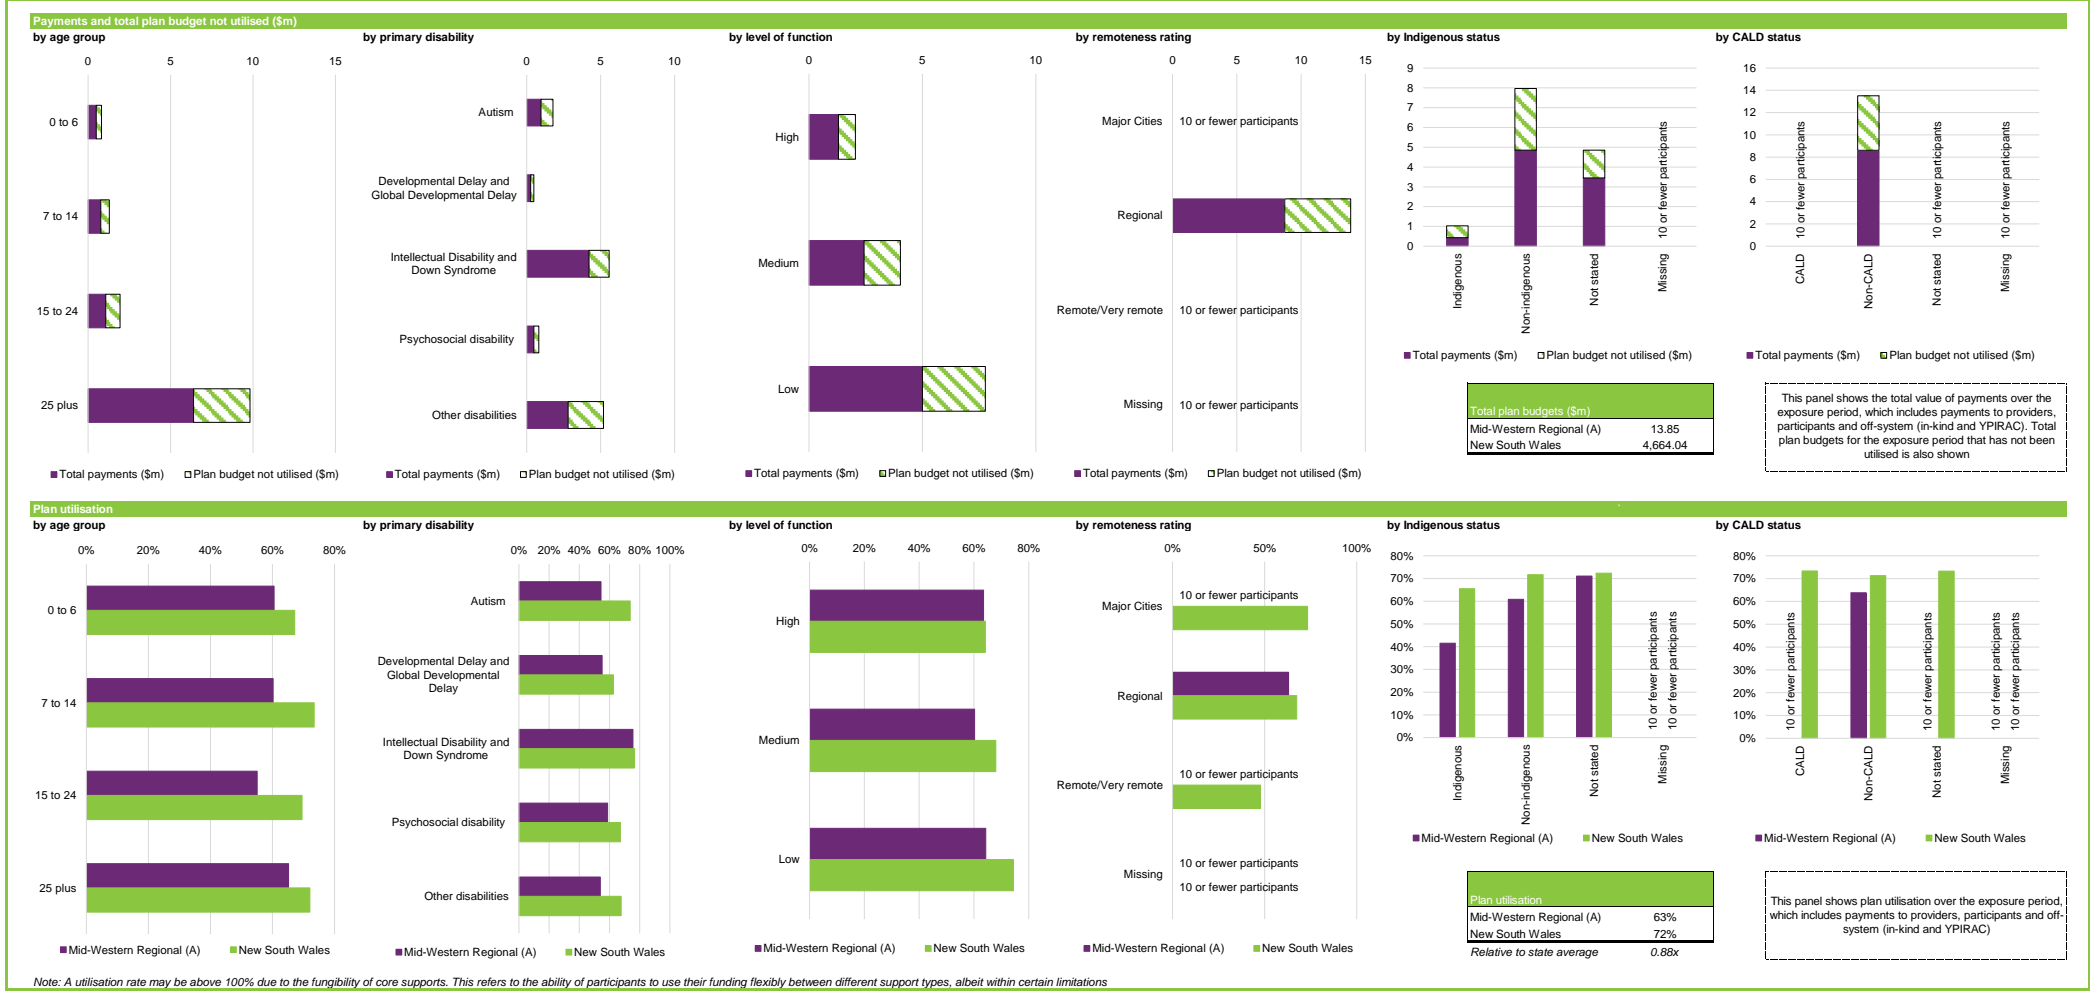 Payments and total plan budget not utilised ($m)
by age group
0 5 10 15
0 to 6
7 to 14
15 to 24
25 plus
Total payments ($m) Plan budget not utilised ($m)
by primary disability
0 5 10
Autism
Developmental Delay and
Global Developmental Delay
Intellectual Disability and
Down Syndrome
Psychosocial disability
Other disabilities
Total payments ($m) Plan budget not utilised ($m)
by level of function
0 5 10
High
Medium
Low
Total payments ($m) Plan budget not utilised ($m)
by remoteness rating
0 5 10 15
Major Cities 10 or fewer participants
Regional
Remote/Very remote 10 or fewer participants
Missing 10 or fewer participants
Total payments ($m) Plan budget not utilised ($m)
by Indigenous status
9
8
7
6
5
4
3
2
1
0
10 or fewer participants
Indigenous
Non-indigenous
Not stated
Missing
Total payments ($m) Plan budget not utilised ($m)
by CALD status
16
14
12
10
8
6
4
2
0
10 or fewer participants
10 or fewer participants
10 or fewer participants
CALD
Non-CALD
Not stated
Missing
Total payments ($m) Plan budget not utilised ($m)
Total plan budgets ($m)
Mid-Western Regional (A) 13.85
New South Wales 4,664.04
This panel shows the total value of payments over the
exposure period, which includes payments to providers,
participants and off-system (in-kind and YPIRAC). Total
plan budgets for the exposure period that has not been
utilised is also shown
Plan utilisation
by age group
0% 20% 40% 60% 80%
0 to 6
7 to 14
15 to 24
25 plus
Mid-Western Regional (A) New South Wales
by primary disability
0% 20% 40% 60% 80% 100%
Autism
Developmental Delay and
Global Developmental
Delay
Intellectual Disability and
Down Syndrome
Psychosocial disability
Other disabilities
Mid-Western Regional (A) New South Wales
by level of function
0% 20% 40% 60% 80%
High
Medium
Low
Mid-Western Regional (A) New South Wales
by remoteness rating
0% 50% 100%
Major Cities 10 or fewer participants
Regional
Remote/Very remote 10 or fewer participants
Missing 10 or fewer participants
10 or fewer participants
Mid-Western Regional (A) New South Wales
by Indigenous status
80%
70%
60%
50%
40%
30%
20%
10%
0%
10 or fewer participants
10 or fewer participants
Indigenous
Non-indigenous
Not stated
Missing
Mid-Western Regional (A) New South Wales
by CALD status
80%
70%
60%
50%
40%
30%
20%
10%
0%
10 or fewer participants
10 or fewer participants
10 or fewer participants
10 or fewer participants
CALD
Non-CALD
Not stated
Missing
Mid-Western Regional (A) New South Wales
Plan utilisation
Mid-Western Regional (A) 63%
New South Wales 72%
Relative to state average 0.88x
This panel shows plan utilisation over the exposure period,
which includes payments to providers, participants and off-
system (in-kind and YPIRAC)
Note: A utilisation rate may be above 100% due to the fungibility of core supports. This refers to the ability of participants to use their funding flexibly between different support types, albeit within certain limitations